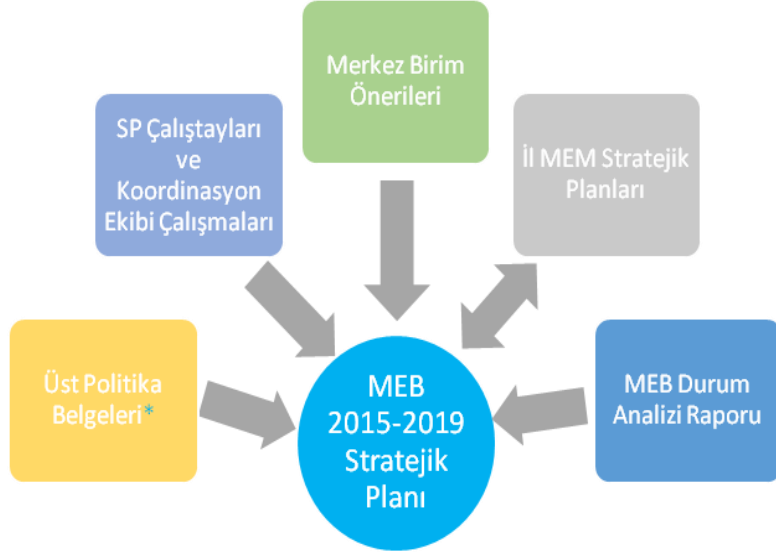 Merkez Birim
Önerileri
SP Çalıştayları
ve
Koordinasyon
Ekibi Çalışmaları
İl MEM Stratejik
Planları
Üst Politika
Belgeleri*
MEB Durum
Analizi Raporu
MEB
2015-2019
Stratejik
Planı